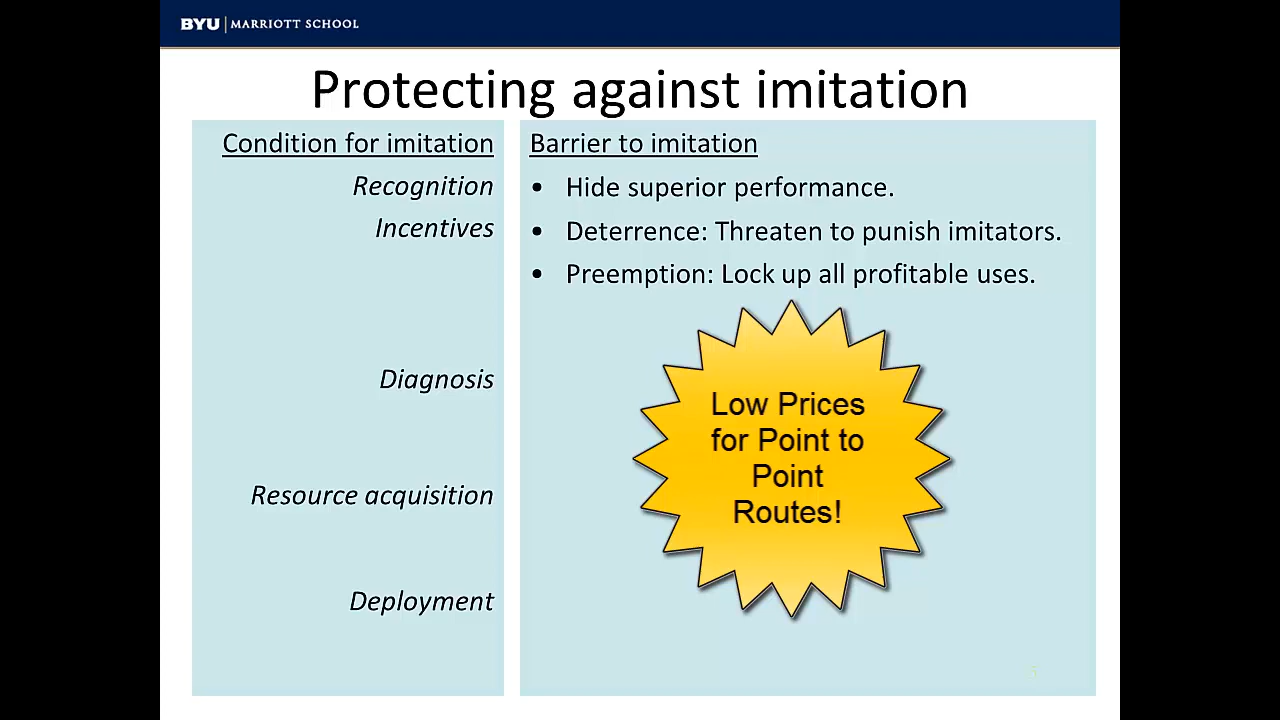 BYU | MARRIOTT SCHOOL
Protecting against imitation
Condition for imitation
Recognition
Incentives
Diagnosis
Resource acquisition
Deployment
Barrier to imitation
• Hide superior performance.
• Deterrence: Threaten to punish imitators.
• Preemption: Lock up all profitable uses.
Low Prices
for Point to
Point
Routes!